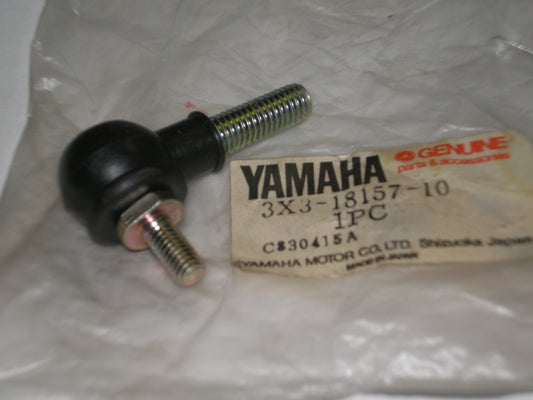 YAMAHA GENUINE
parts & accessories
3X3-18157-10
1PC
C830415A
YAMAHA MOTOR CO., LTD. Shizuoka Japan
MADE IN JAPAN